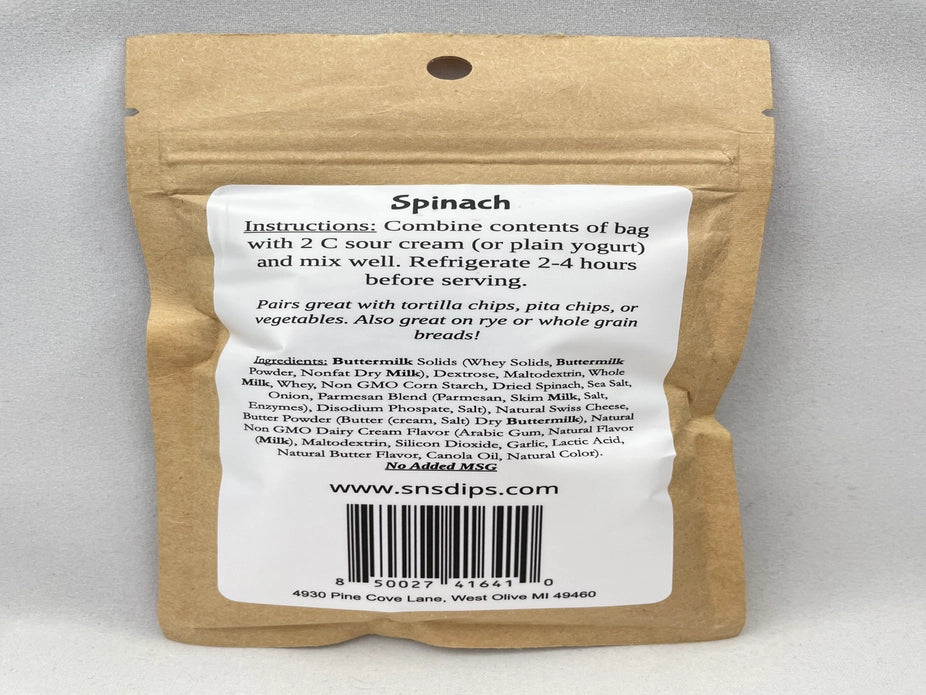 Spinach
Instructions: Combine contents of bag
with 2 C sour cream (or plain yogurt)
and mix well. Refrigerate 2-4 hours
before serving.
Pairs great with tortilla chips, pita chips, or
vegetables. Also great on rye or whole grain
breads!
Ingredients: Buttermilk Solids (Whey Solids, Buttermilk
Powder, Nonfat Dry Milk), Dextrose, Maltodextrin, Whole
Milk, Whey, Non GMO Corn Starch, Dried Spinach, Sea Salt,
Onion, Parmesan Blend (Parmesan, Skim Milk, Salt,
Enzymes), Disodium Phospate, Salt), Natural Swiss Cheese,
Butter Powder (Butter (cream, Salt) Dry Buttermilk), Natural
Non GMO Dairy Cream Flavor (Arabic Gum, Natural Flavor
(Milk), Maltodextrin, Silicon Dioxide, Garlic, Lactic Acid,
Natural Butter Flavor, Canola Oil, Natural Color).
No Added MSG
www.snsdips.com
8 50027 41641 0
4930 Pine Cove Lane, West Olive MI 49460